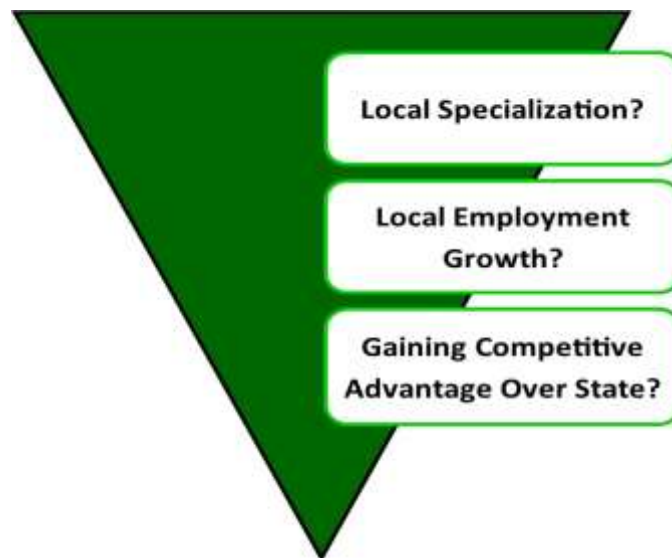 Local Specialization?
Local Employment
Growth?
Gaining Competitive
Advantage Over State?